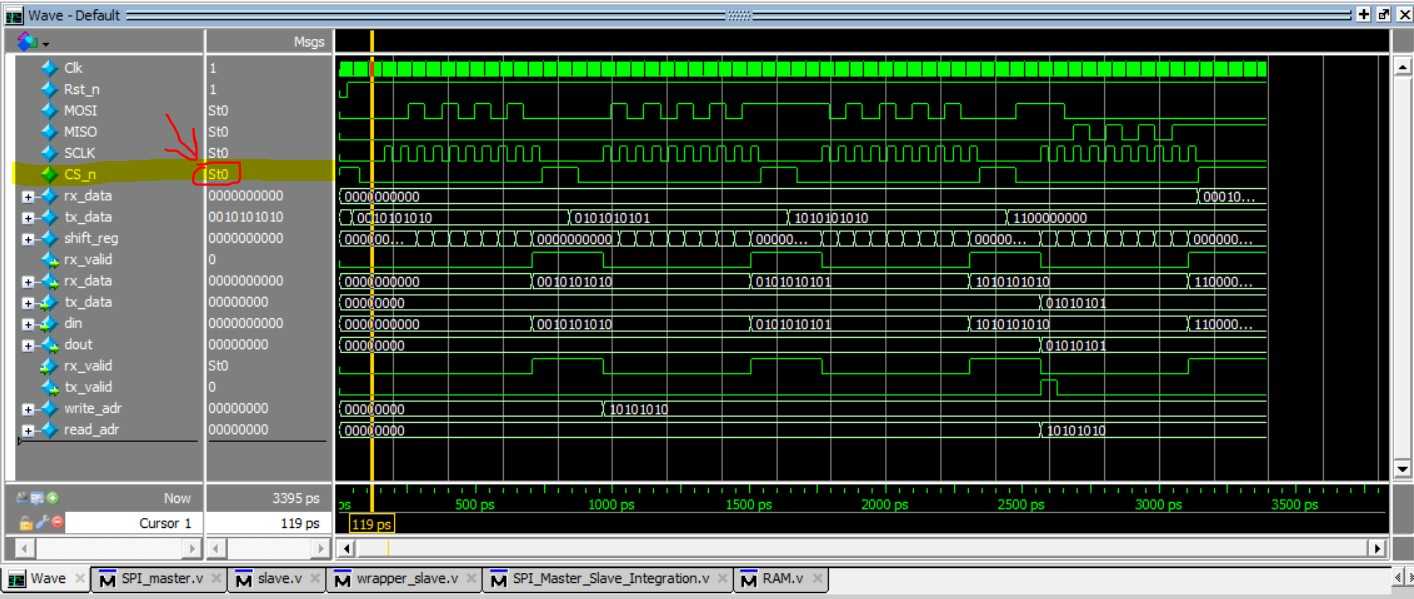 Wave - Default
Msgs
Clk 1
Rst_n 1
MOSI St0
MISO St0
SCLK St0
CS_n St0
rx_data 0000000000 0000000000 00010...
tx_data 0010101010 0010101010 0101010101 1010101010 1100000000
shift_reg 0000000000 000000... 0000000000 00000... 00000... 000000...
rx_valid 0
rx_data 0000000000 0000000000 0010101010 0101010101 1010101010 110000...
tx_data 00000000 00000000 01010101
din 0000000000 0000000000 0010101010 0101010101 1010101010 110000...
dout 00000000 00000000 01010101
rx_valid St0
tx_valid 0
write_adr 00000000 00000000 10101010
read_adr 00000000 00000000 10101010
Now 3395 ps ps 500 ps 1000 ps 1500 ps 2000 ps 2500 ps 3000 ps 3500 ps
Cursor 1 119 ps 119 ps
Wave SPI_master.v slave.v wrapper_slave.v SPI_Master_Slave_Integration.v RAM.v